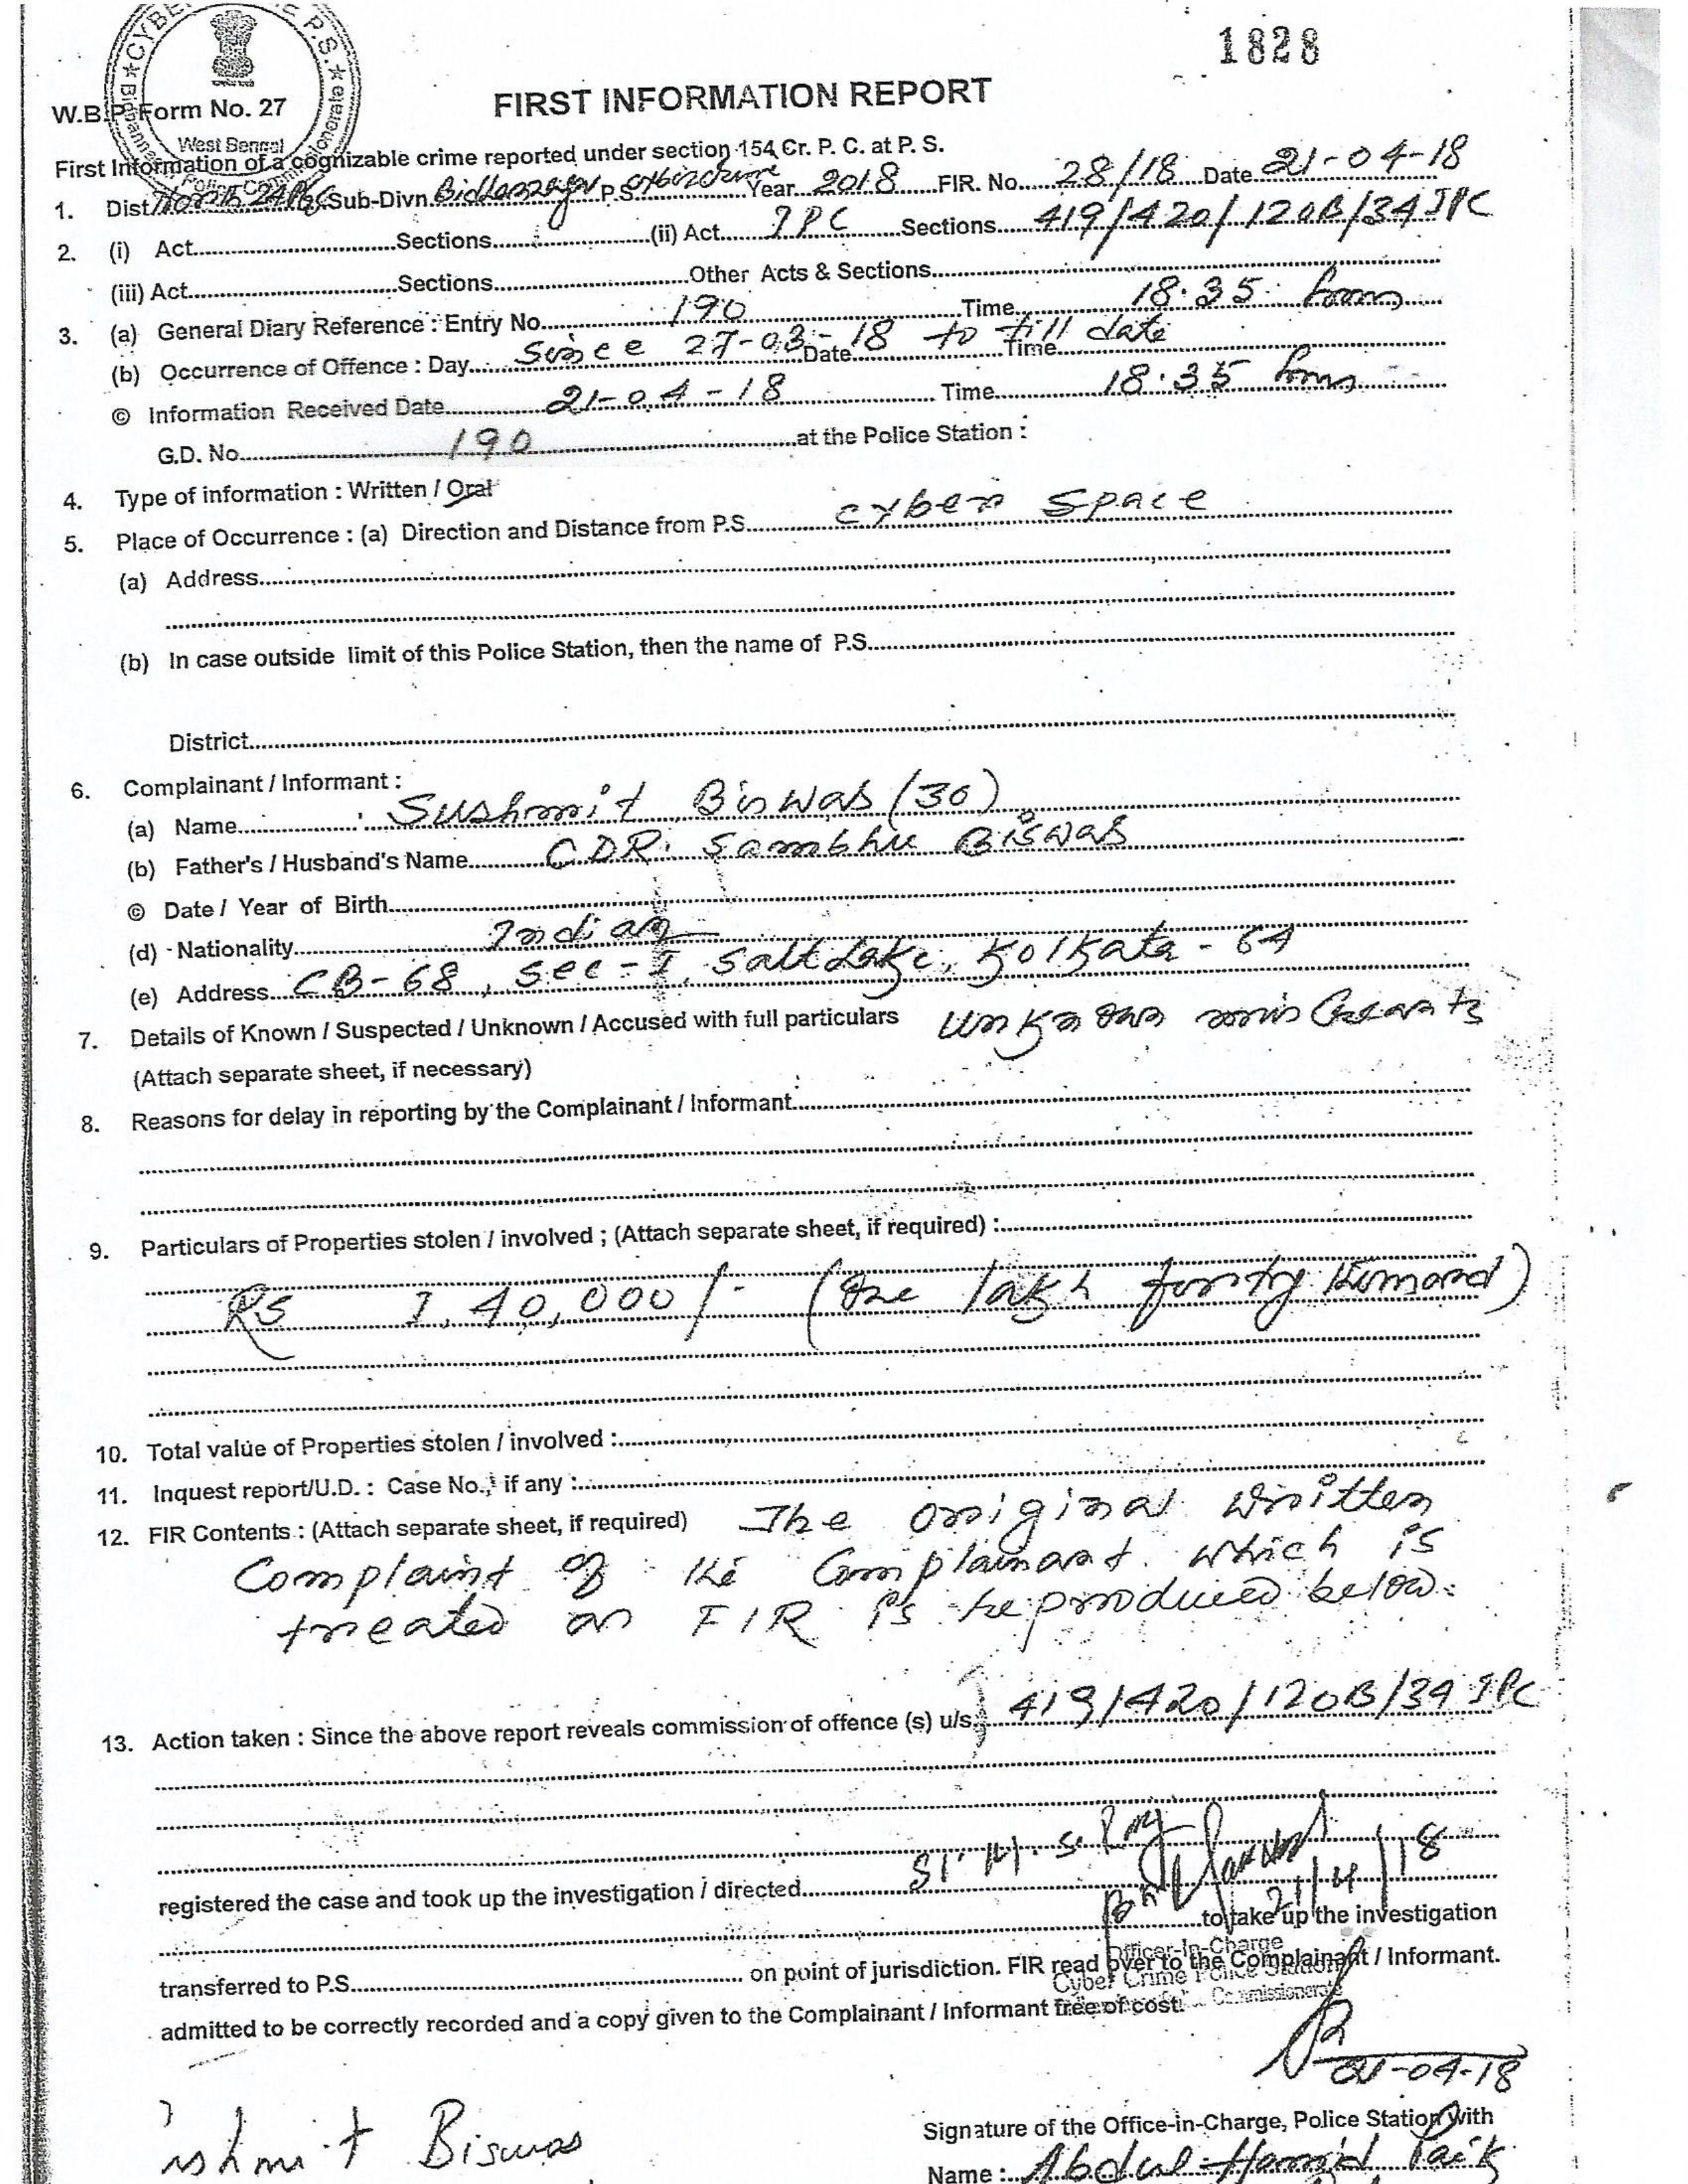 1828
CYBER P.S.
W.B.P. Form No. 27
FIRST INFORMATION REPORT
West Bengal
First Information of a cognizable crime reported under section 154 Cr. P. C. at P. S.
1. Dist. North 24 Pgs Sub-Divn. Bidhannagar P.S. Year 2018 FIR. No. 28/18 Date 21-04-18
2. (i) Act Sections (ii) Act IPC Sections 419/420/120B/34 IPC
(iii) Act Sections Other Acts & Sections
3. (a) General Diary Reference : Entry No. 190 Time 18.35 hrs
(b) Occurrence of Offence : Day Since 27-03-18 to till date Date Time
© Information Received Date 21-04-18 Time 18.35 hrs
G.D. No. 190 at the Police Station :
4. Type of information : Written / Oral
5. Place of Occurrence : (a) Direction and Distance from P.S. cyber space
(a) Address
(b) In case outside limit of this Police Station, then the name of P.S.
District
6. Complainant / Informant :
(a) Name : Sushmit Biswas (30)
(b) Father's / Husband's Name CDR. Sambhu Biswas
© Date / Year of Birth
(d) Nationality Indian
(e) Address CB-68, Sec-I, Salt Lake, Kolkata - 64
7. Details of Known / Suspected / Unknown / Accused with full particulars unknown miscreants
(Attach separate sheet, if necessary)
8. Reasons for delay in reporting by the Complainant / Informant
9. Particulars of Properties stolen / involved ; (Attach separate sheet, if required) :
RS 1,40,000/- (One lakh forty thousand)
10. Total value of Properties stolen / involved :
11. Inquest report/U.D. : Case No., if any :
12. FIR Contents : (Attach separate sheet, if required) The original written
Complaint of the Complainant which is
treated as FIR is reproduced below.
13. Action taken : Since the above report reveals commission of offence (s) u/s. 419/420/120B/34 IPC
registered the case and took up the investigation / directed SI M. S. Roy
21/4/18
to take up the investigation
Officer-In-Charge
transferred to P.S. on point of jurisdiction. FIR read over to the Complainant / Informant.
Cyber Crime Police Station
admitted to be correctly recorded and a copy given to the Complainant / Informant free of cost.
21-04-18
Signature of the Office-in-Charge, Police Station with
ishmit Biswas
Name : Abdul Hamid